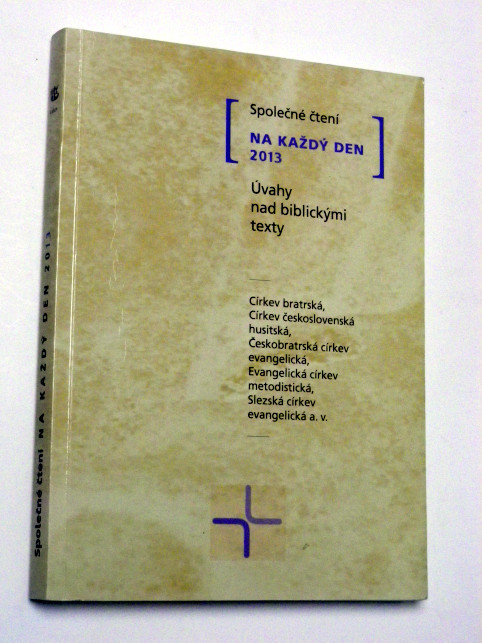 Společné čtení
NA KAŽDÝ DEN
2013
Úvahy
nad biblickými
texty
Církev bratrská,
Církev československá
husitská,
Českobratrská církev
evangelická,
Evangelická církev
metodistická,
Slezská církev
evangelická a. v.
Společné čtení NA KAŽDÝ DEN 2013